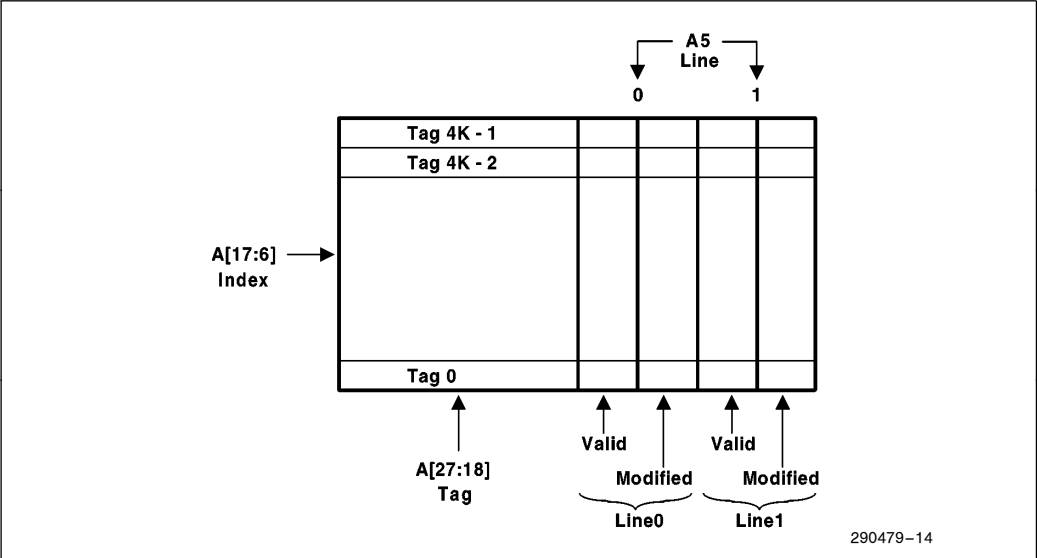 A5
Line
0 1
Tag 4K - 1
Tag 4K - 2
A[17:6]
Index
Tag 0
A[27:18]
Tag
Valid Valid
Modified Modified
Line0 Line1
290479-14